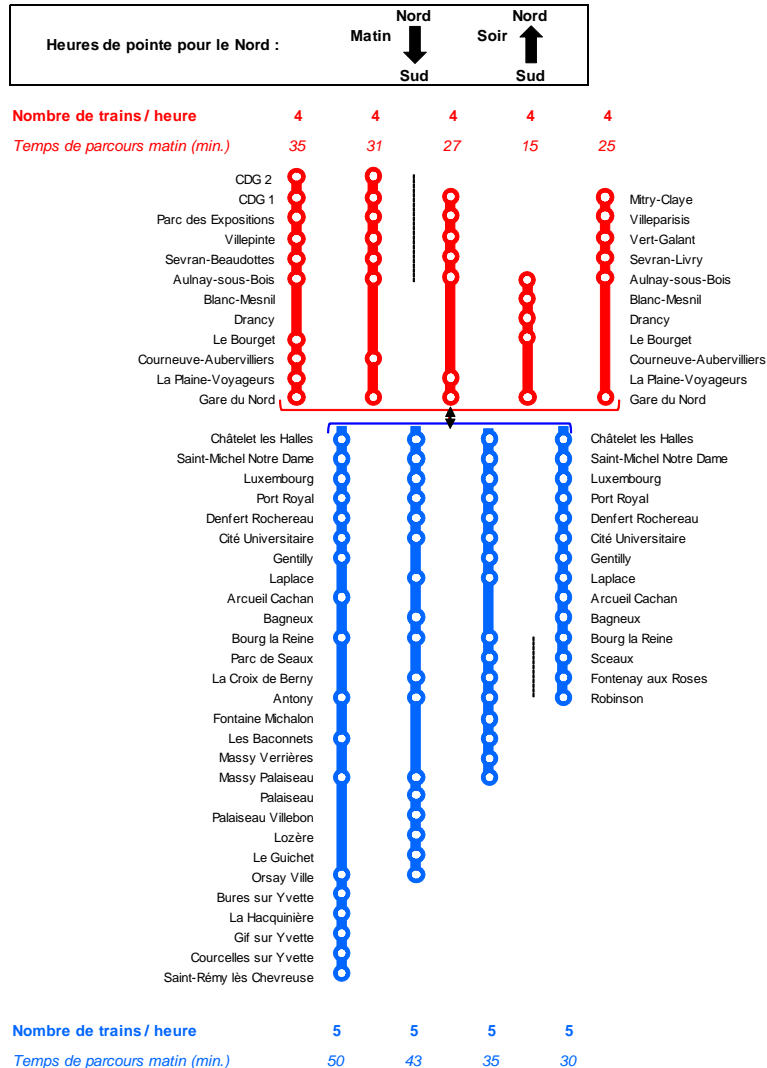 Nord Nord
Heures de pointe pour le Nord : Matin Soir
Sud Sud
Nombre de trains / heure 4 4 4 4 4
Temps de parcours matin (min.) 35 31 27 15 25
CDG 2
CDG 1 Mitry-Claye
Parc des Expositions Villeparisis
Villepinte Vert-Galant
Sevran-Beaudottes Sevran-Livry
Aulnay-sous-Bois Aulnay-sous-Bois
Blanc-Mesnil Blanc-Mesnil
Drancy Drancy
Le Bourget Le Bourget
Courneuve-Aubervilliers Courneuve-Aubervilliers
La Plaine-Voyageurs La Plaine-Voyageurs
Gare du Nord Gare du Nord
Châtelet les Halles Châtelet les Halles
Saint-Michel Notre Dame Saint-Michel Notre Dame
Luxembourg Luxembourg
Port Royal Port Royal
Denfert Rochereau Denfert Rochereau
Cité Universitaire Cité Universitaire
Gentilly Gentilly
Laplace Laplace
Arcueil Cachan Arcueil Cachan
Bagneux Bagneux
Bourg la Reine Bourg la Reine
Parc de Seaux Sceaux
La Croix de Berny Fontenay aux Roses
Antony Robinson
Fontaine Michalon
Les Baconnets
Massy Verrières
Massy Palaiseau
Palaiseau
Palaiseau Villebon
Lozère
Le Guichet
Orsay Ville
Bures sur Yvette
La Hacquinière
Gif sur Yvette
Courcelles sur Yvette
Saint-Rémy lès Chevreuse
Nombre de trains / heure 5 5 5 5
Temps de parcours matin (min.) 50 43 35 30